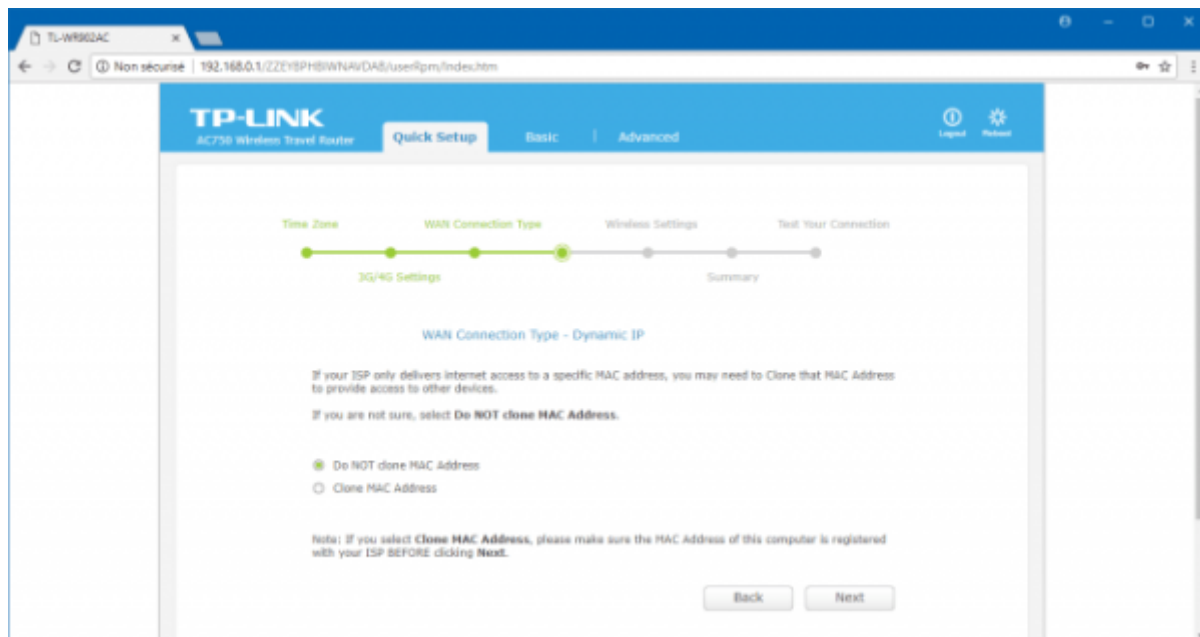 TL-WR902AC
Non sécurisé | 192.168.0.1/ZZEYBPHBIWNAVDAB/userRpm/Index.htm
TP-LINK
AC750 Wireless Travel Router
Quick Setup
Basic
Advanced
Logout
Reboot
Time Zone
WAN Connection Type
Wireless Settings
Test Your Connection
3G/4G Settings
Summary
WAN Connection Type - Dynamic IP
If your ISP only delivers internet access to a specific MAC address, you may need to Clone that MAC Address
to provide access to other devices.
If you are not sure, select Do NOT clone MAC Address.
Do NOT clone MAC Address
Clone MAC Address
Note: If you select Clone MAC Address, please make sure the MAC Address of this computer is registered
with your ISP BEFORE clicking Next.
Back
Next